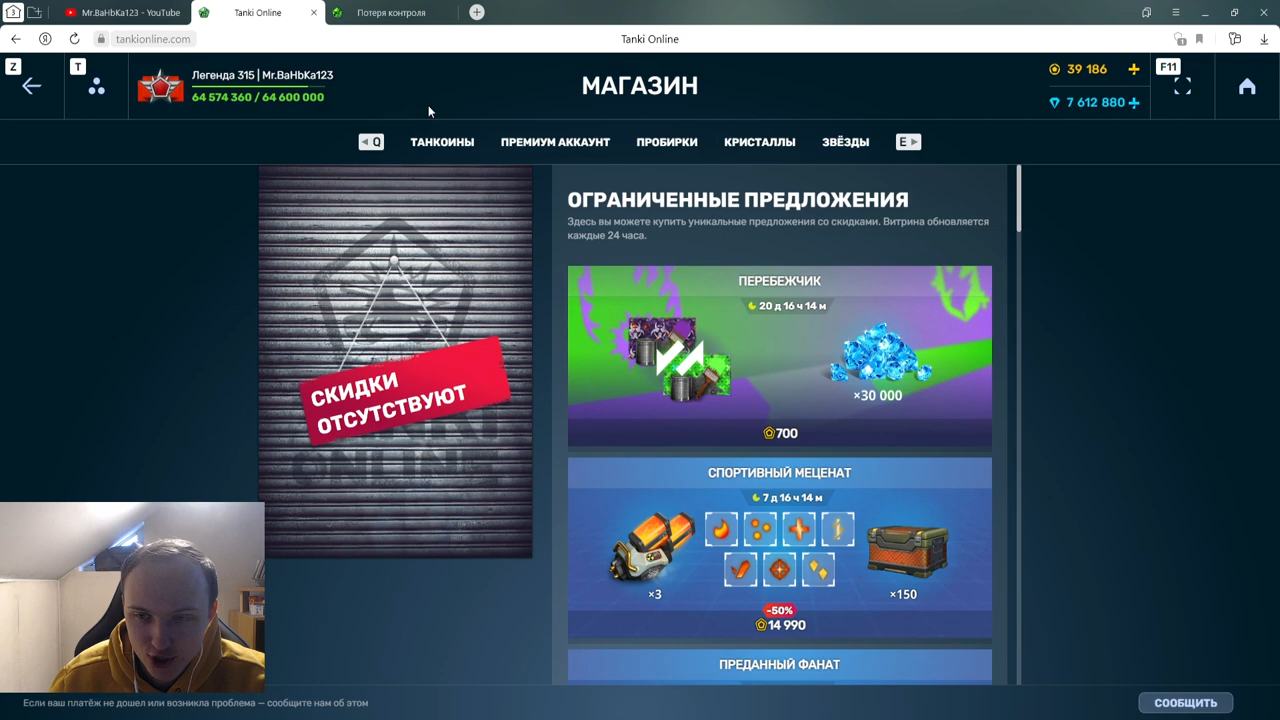 3
Mr.BaHbKa123 - YouTube
Tanki Online
Потеря контроля
tankionline.com
Tanki Online
Z
T
Легенда 315 | Mr.BaHbKa123
64 574 360 / 64 600 000
МАГАЗИН
39 186
7 612 880
F11
Q
ТАНКОИНЫ
ПРЕМИУМ АККАУНТ
ПРОБИРКИ
КРИСТАЛЛЫ
ЗВЁЗДЫ
E
СКИДКИ
ОТСУТСТВУЮТ
ONLINE
ОГРАНИЧЕННЫЕ ПРЕДЛОЖЕНИЯ
Здесь вы можете купить уникальные предложения со скидками. Витрина обновляется
каждые 24 часа.
ПЕРЕБЕЖЧИК
20 д 16 ч 14 м
×30 000
700
СПОРТИВНЫЙ МЕЦЕНАТ
7 д 16 ч 14 м
×3
×150
-50%
14 990
ПРЕДАННЫЙ ФАНАТ
Если ваш платёж не дошел или возникла проблема — сообщите нам об этом
СООБЩИТЬ